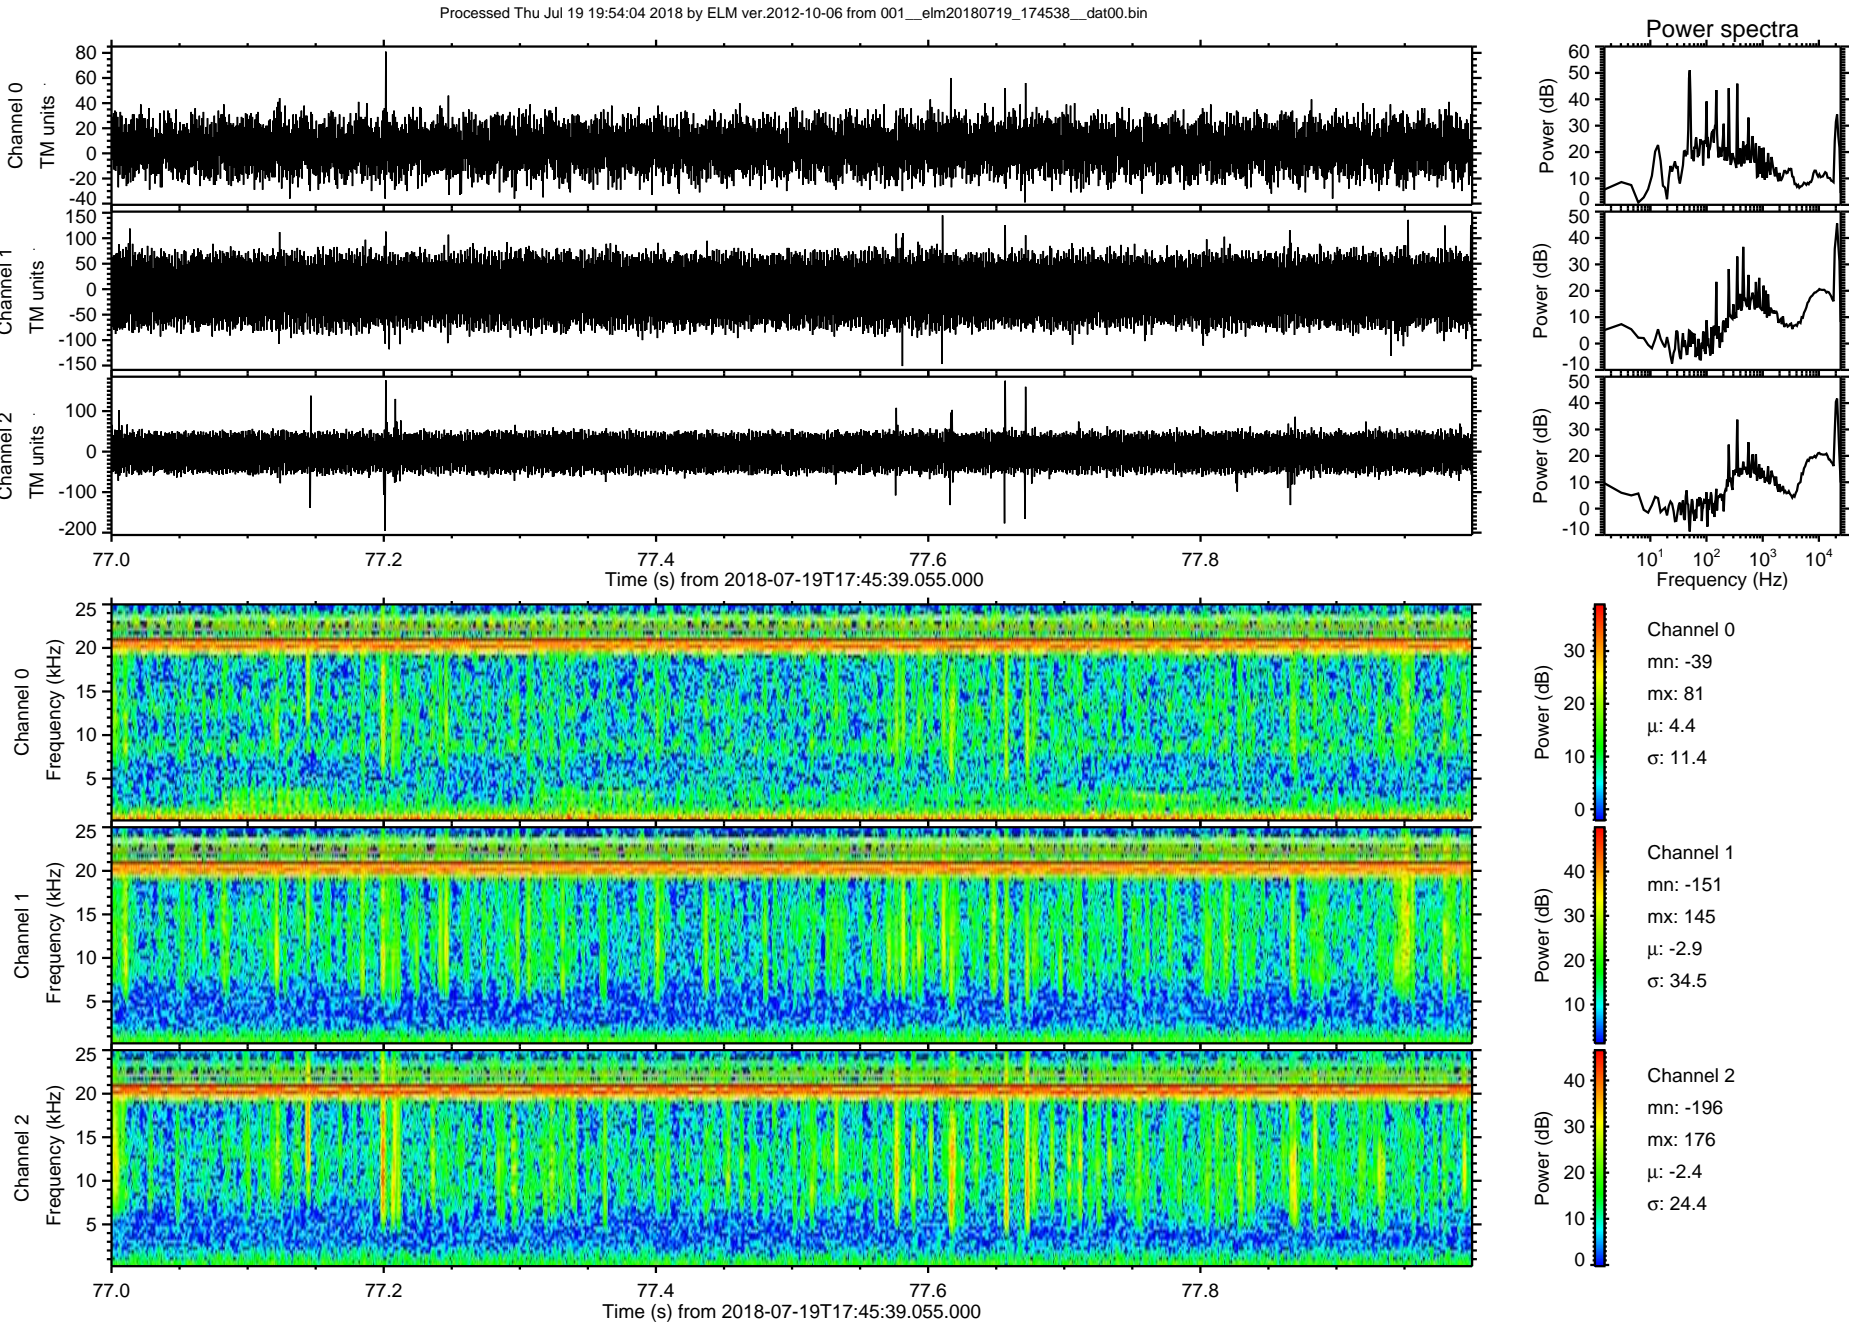 Processed Thu Jul 19 19:54:04 2018 by ELM ver.2012-10-06 from 001__elm20180719_174538__dat00.bin
Power spectra
Channel 0
TM units
80
60
40
20
0
-20
-40
Power (dB)
60
50
40
30
20
10
0
Channel 1
TM units
150
100
50
0
-50
-100
-150
Power (dB)
50
40
30
20
10
0
-10
Channel 2
TM units
100
0
-100
-200
Power (dB)
50
40
30
20
10
0
-10
77.0 77.2 77.4 77.6 77.8
Time (s) from 2018-07-19T17:45:39.055.000
10¹ 10² 10³ 10⁴
Frequency (Hz)
Channel 0
Frequency (kHz)
25
20
15
10
5
Power (dB)
30
20
10
0
Channel 0
mn: -39
mx: 81
μ: 4.4
σ: 11.4
Channel 1
Frequency (kHz)
25
20
15
10
5
Power (dB)
40
30
20
10
Channel 1
mn: -151
mx: 145
μ: -2.9
σ: 34.5
Channel 2
Frequency (kHz)
25
20
15
10
5
Power (dB)
40
30
20
10
0
Channel 2
mn: -196
mx: 176
μ: -2.4
σ: 24.4
77.0 77.2 77.4 77.6 77.8
Time (s) from 2018-07-19T17:45:39.055.000